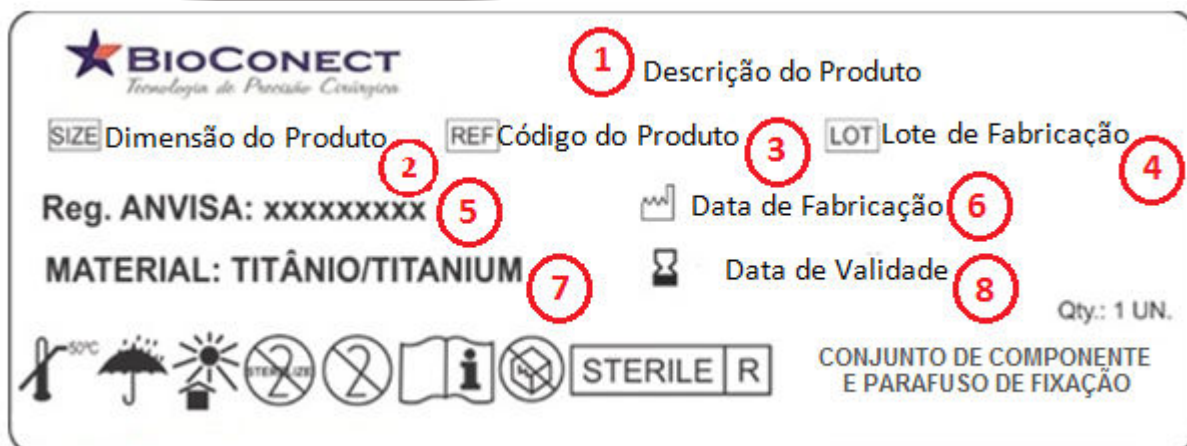 BIOCONECT
Tecnologia de Precisão Cirúrgica
1 Descrição do Produto
SIZE Dimensão do Produto 2 REF Código do Produto 3 LOT Lote de Fabricação 4
Reg. ANVISA: xxxxxxxxx 5 Data de Fabricação 6
MATERIAL: TITÂNIO/TITANIUM 7 Data de Validade 8
Qty.: 1 UN.
50°C STERILIZE 2 2 i STERILE R
CONJUNTO DE COMPONENTE
E PARAFUSO DE FIXAÇÃO